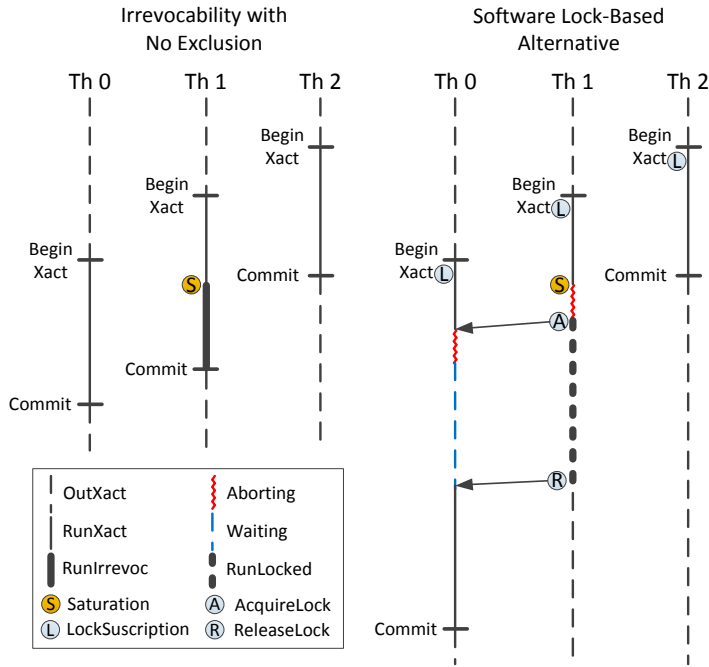 Irrevocability with
No Exclusion
Th 0
Th 1
Th 2
Begin
Xact
Begin
Xact
Begin
Xact
S
Commit
Commit
Commit
Software Lock-Based
Alternative
Th 0
Th 1
Th 2
Begin
Xact
L
Begin
Xact
L
Begin
Xact
L
Commit
S
A
R
Commit
OutXact
RunXact
RunIrrevoc
S Saturation
L LockSuscription
Aborting
Waiting
RunLocked
A AcquireLock
R ReleaseLock